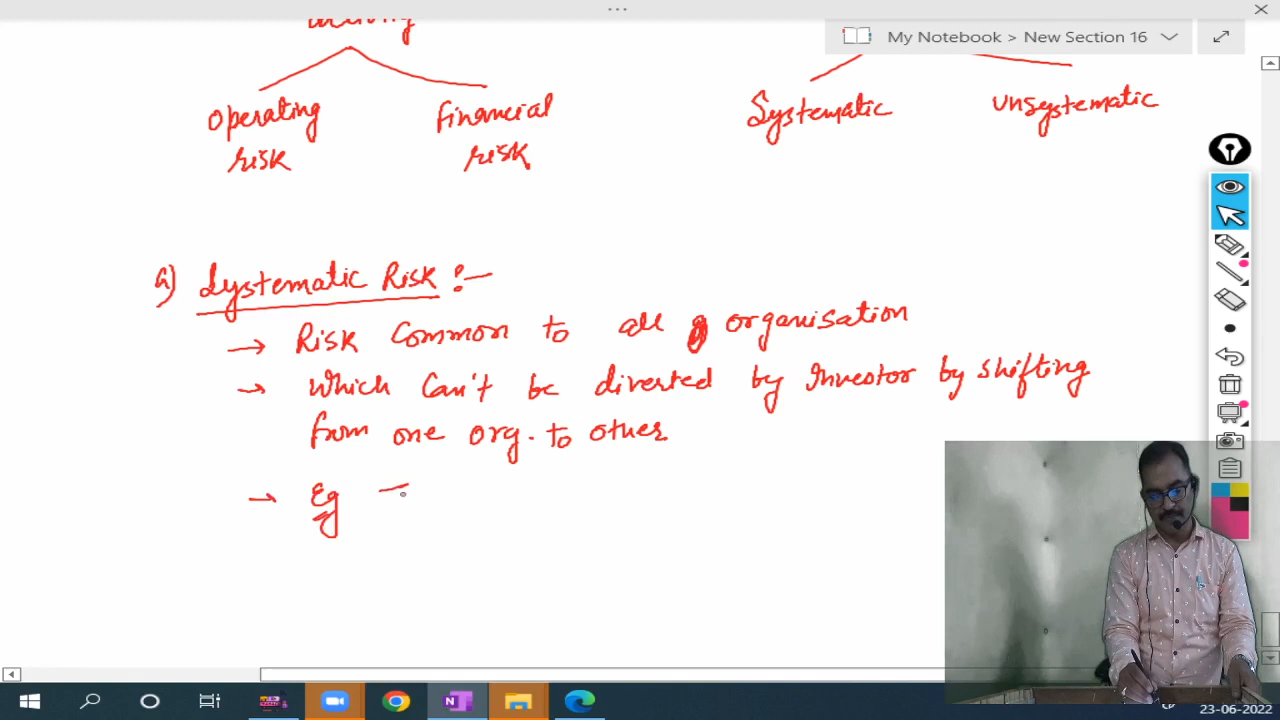 My Notebook > New Section 16
Operating risk
Financial risk
Systematic
Unsystematic
a) Systematic Risk :-
→ Risk Common to all organisation
→ Which Can't be diverted by Investor by shifting
from one org. to other
→ Eg -
23-06-2022